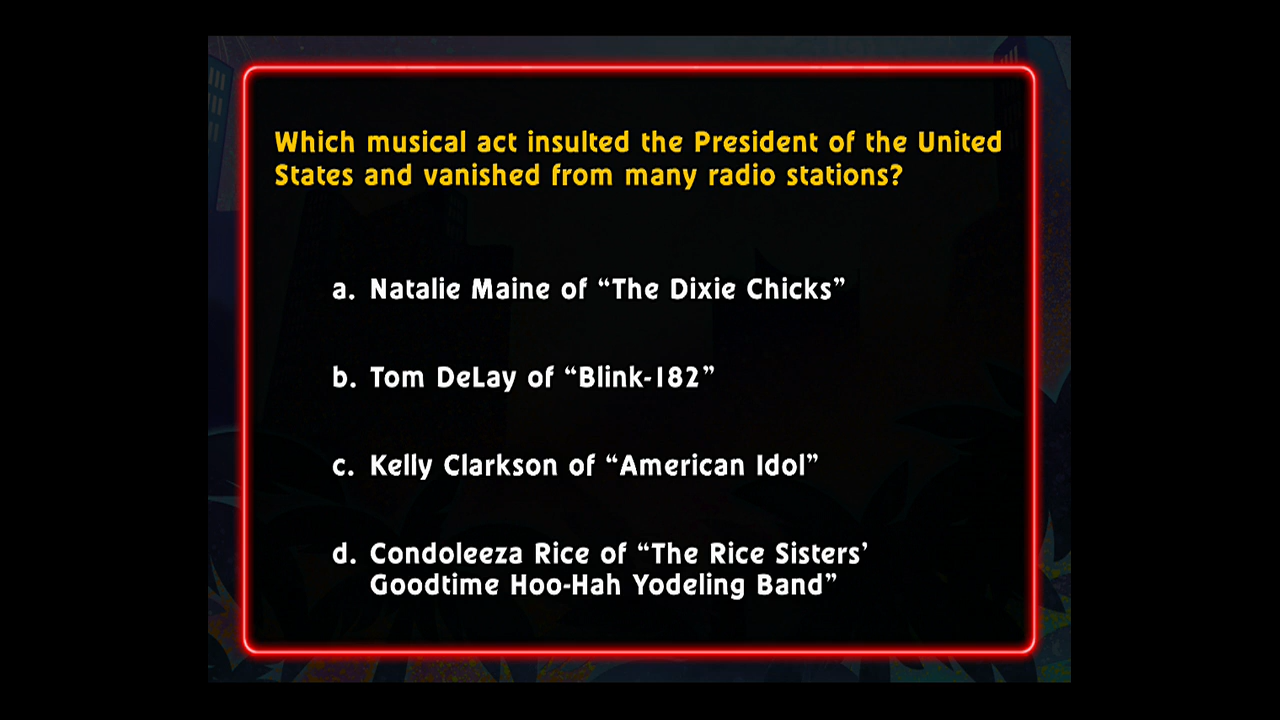 Which musical act insulted the President of the United
States and vanished from many radio stations?
a. Natalie Maine of “The Dixie Chicks”
b. Tom DeLay of “Blink-182”
c. Kelly Clarkson of “American Idol”
d. Condoleeza Rice of “The Rice Sisters’
Goodtime Hoo-Hah Yodeling Band”